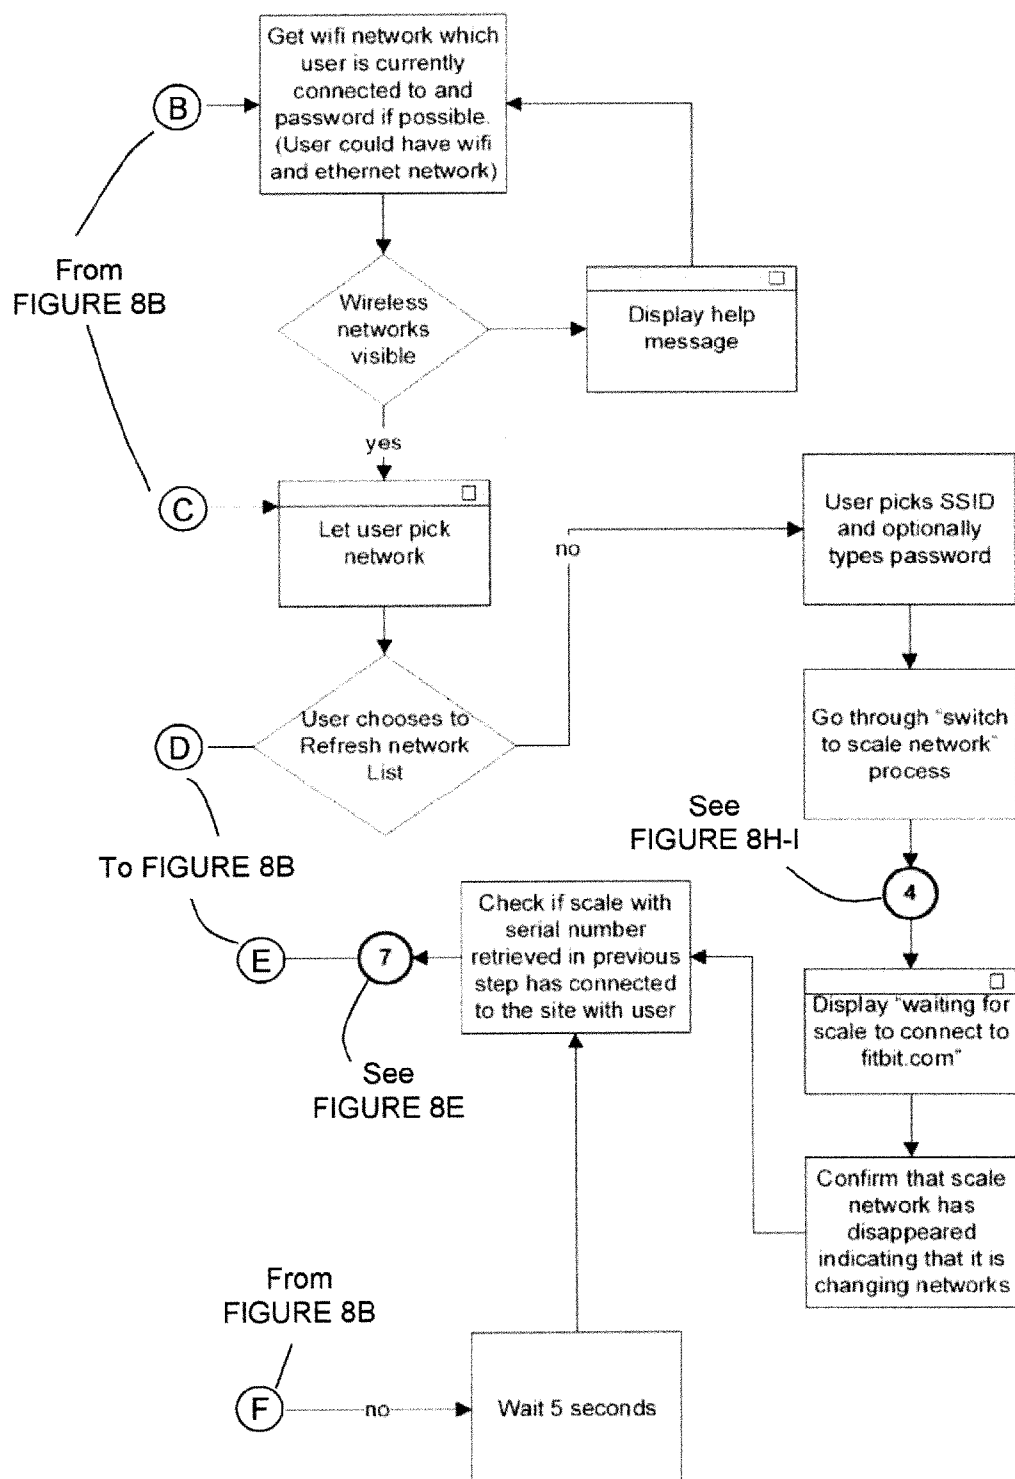 Get wifi network which
user is currently
connected to and
password if possible.
(User could have wifi
and ethernet network)
B
From
FIGURE 8B
Wireless
networks
visible
Display help
message
yes
C
Let user pick
network
no
User picks SSID
and optionally
types password
D
User chooses to
Refresh network
List
Go through "switch
to scale network"
process
See
FIGURE 8H-I
4
To FIGURE 8B
E
7
Check if scale with
serial number
retrieved in previous
step has connected
to the site with user
See
FIGURE 8E
Display "waiting for
scale to connect to
fitbit.com"
Confirm that scale
network has
disappeared
indicating that it is
changing networks
From
FIGURE 8B
F
no
Wait 5 seconds